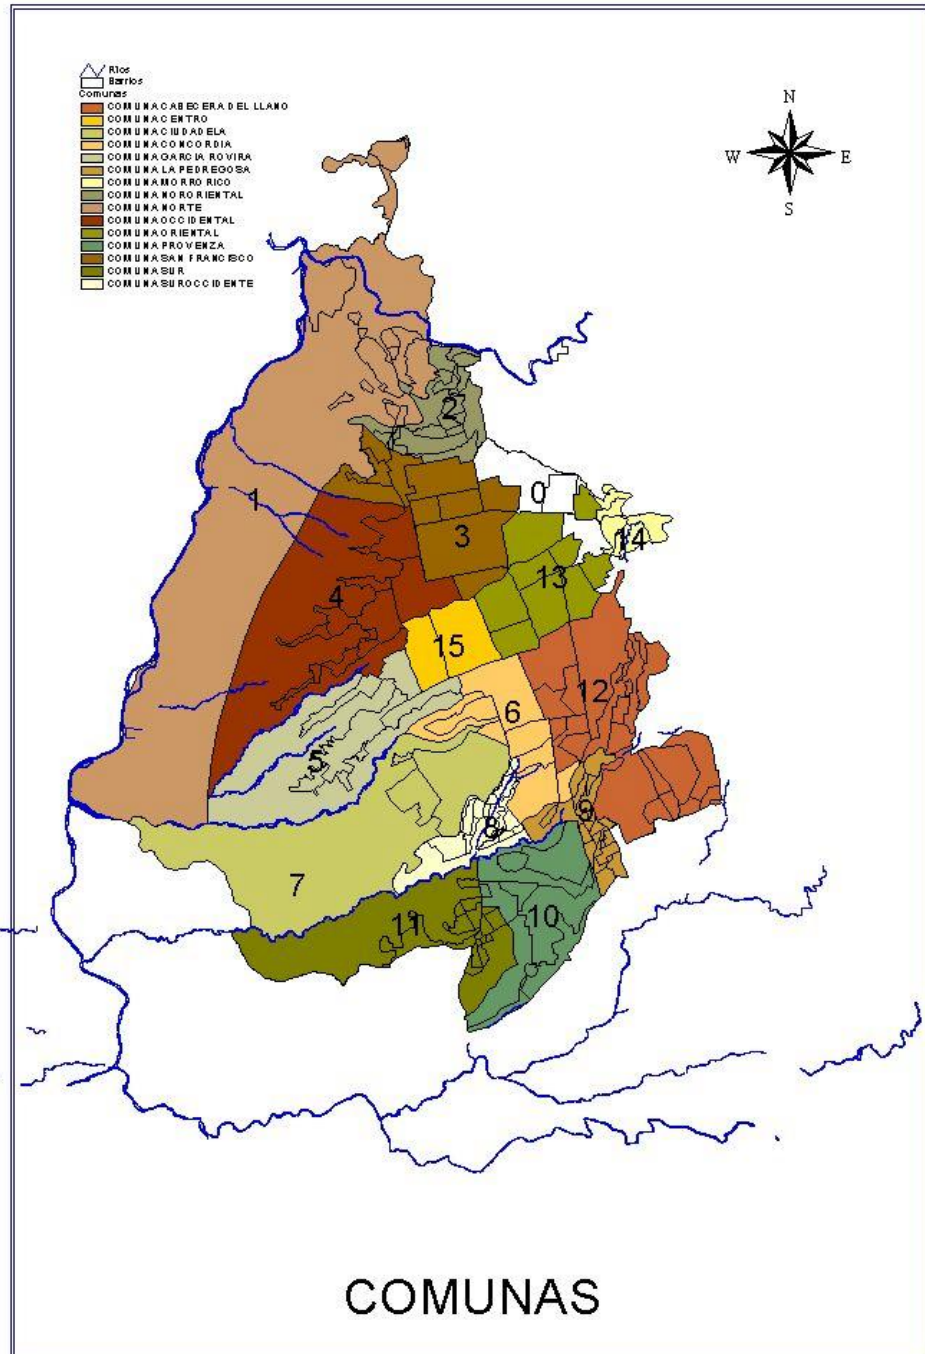 Rios
Barrios
Comunas
COMUNA CABECERA DEL LLANO
COMUNA CENTRO
COMUNA CIUDADELA
COMUNA CONCORDIA
COMUNA GARCIA ROVIRA
COMUNA LA PEDREGOSA
COMUNA MORRORICO
COMUNA NORORIENTAL
COMUNA NORTE
COMUNA OCCIDENTAL
COMUNA ORIENTAL
COMUNA PROVENZA
COMUNA SAN FRANCISCO
COMUNA SUR
COMUNA SUROCCIDENTE
N
W E
S
2
1
0
3
14
13
4
15
12
6
5
9
8
7
11
10
COMUNAS